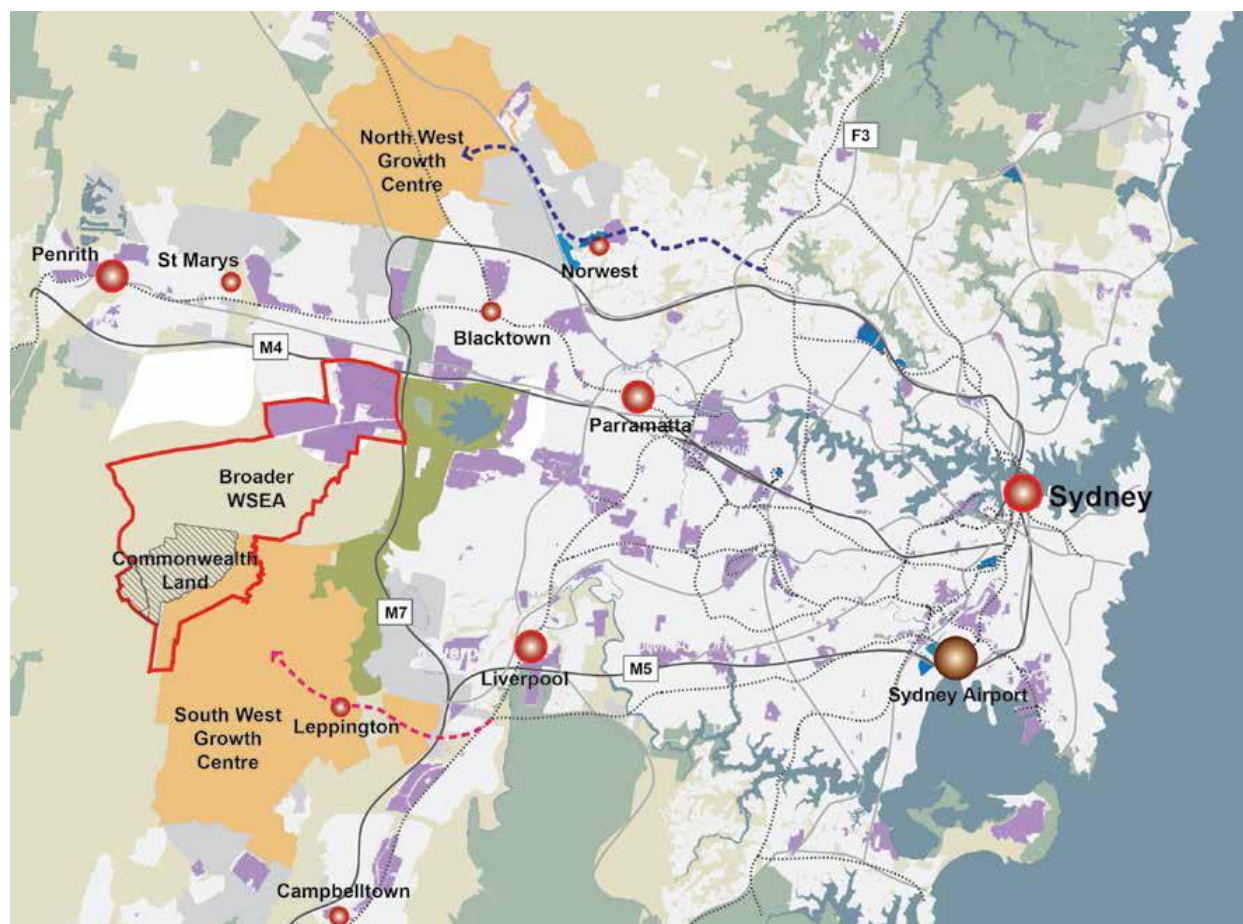 North West
Growth
Centre
F3
Penrith
St Marys
Norwest
Blacktown
M4
Parramatta
Broader
WSEA
Sydney
Commonwealth
Land
M7
Liverpool
M5
Sydney Airport
Leppington
South West
Growth
Centre
Campbelltown